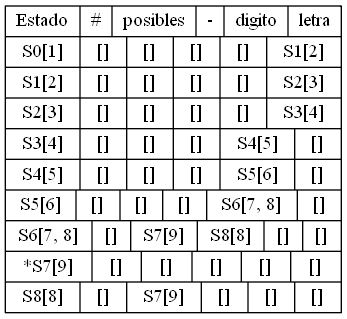 Estado # posibles - digito letra
S0[1] [] [] [] [] S1[2]
S1[2] [] [] [] [] S2[3]
S2[3] [] [] [] [] S3[4]
S3[4] [] [] [] S4[5] []
S4[5] [] [] [] S5[6] []
S5[6] [] [] [] S6[7, 8] []
S6[7, 8] [] S7[9] S8[8] [] []
*S7[9] [] [] [] [] []
S8[8] [] S7[9] [] [] []